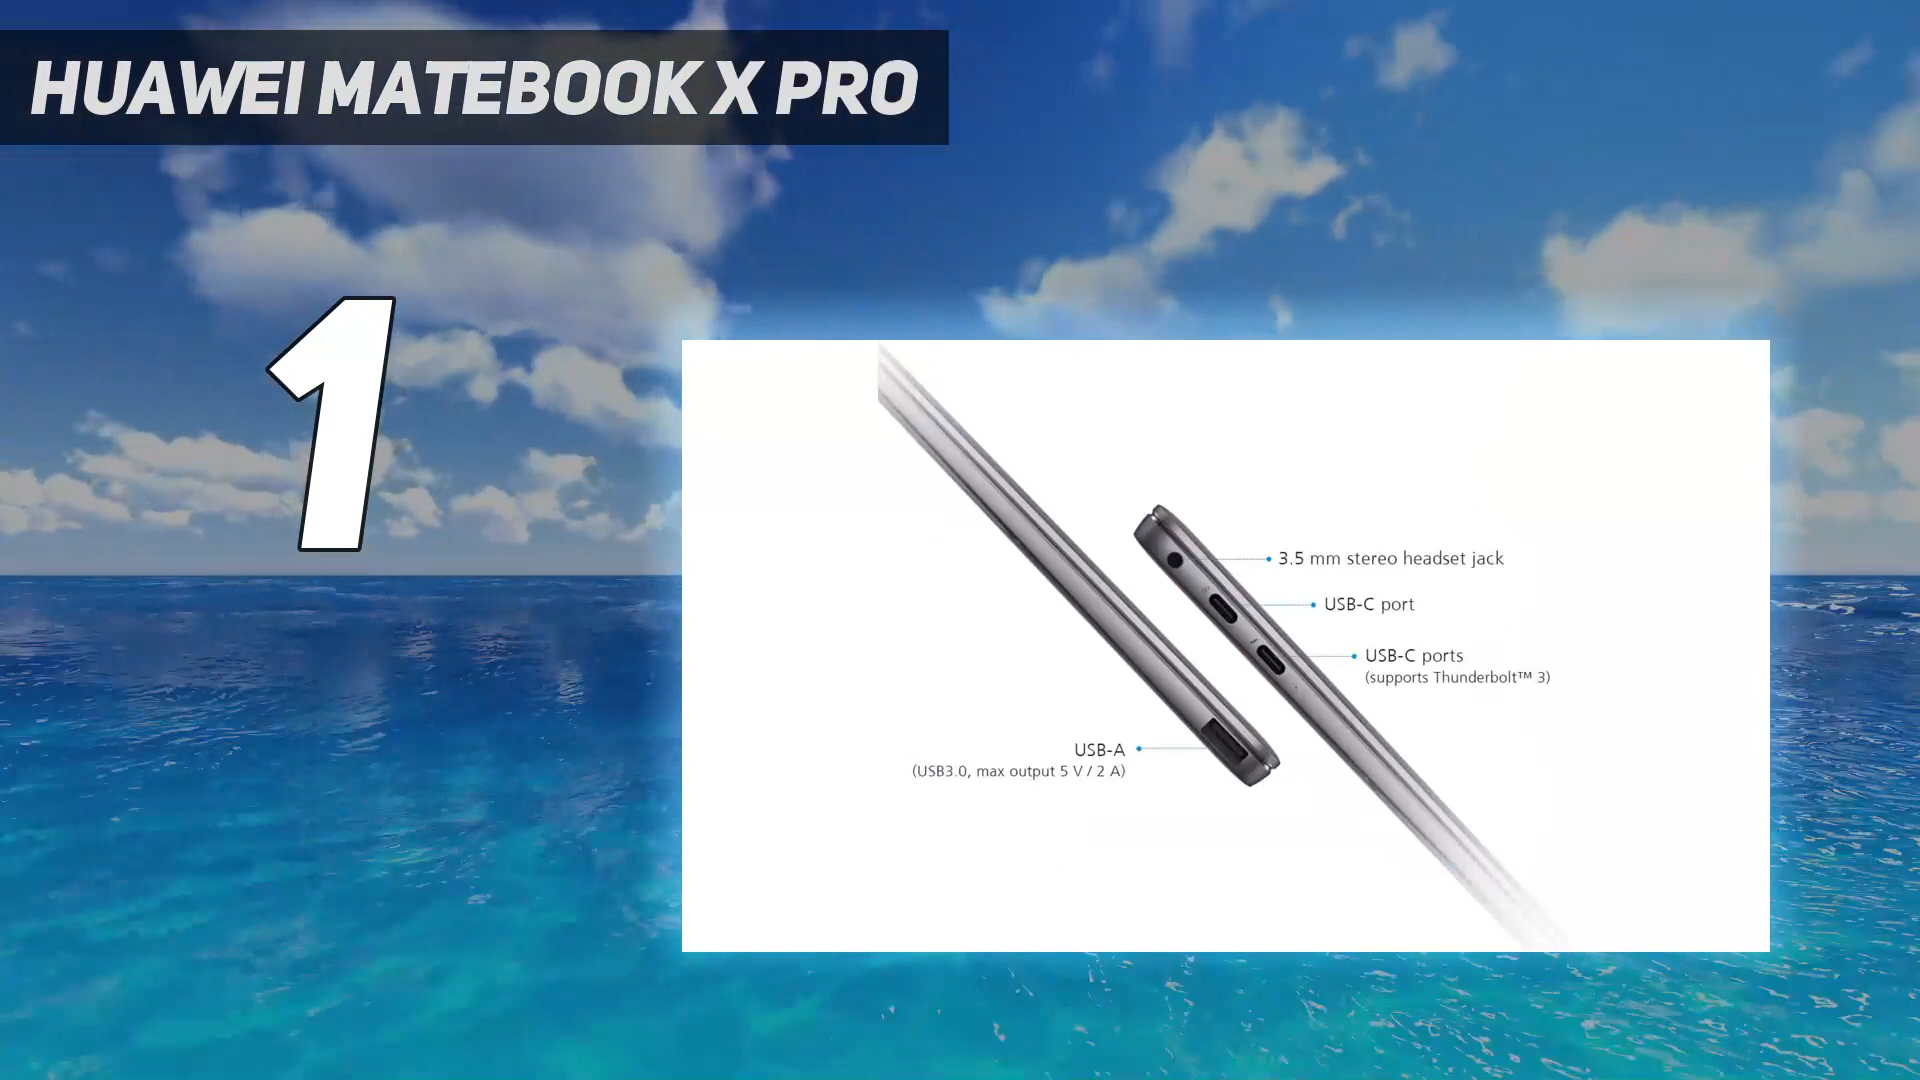 HUAWEI MATEBOOK X PRO
1
3.5 mm stereo headset jack
USB-C port
USB-C ports
(supports Thunderbolt™ 3)
USB-A
(USB3.0, max output 5 V / 2 A)